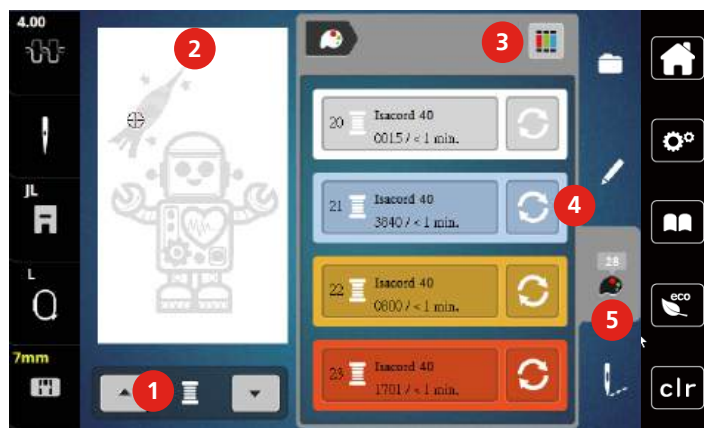 4.00
2
3
20 Isacord 40
0015 / < 1 min.
JL
21 Isacord 40
3840 / < 1 min.
4
28
L
22 Isacord 40
0800 / < 1 min.
eco
5
7mm
1
23 Isacord 40
1701 / < 1 min.
clr